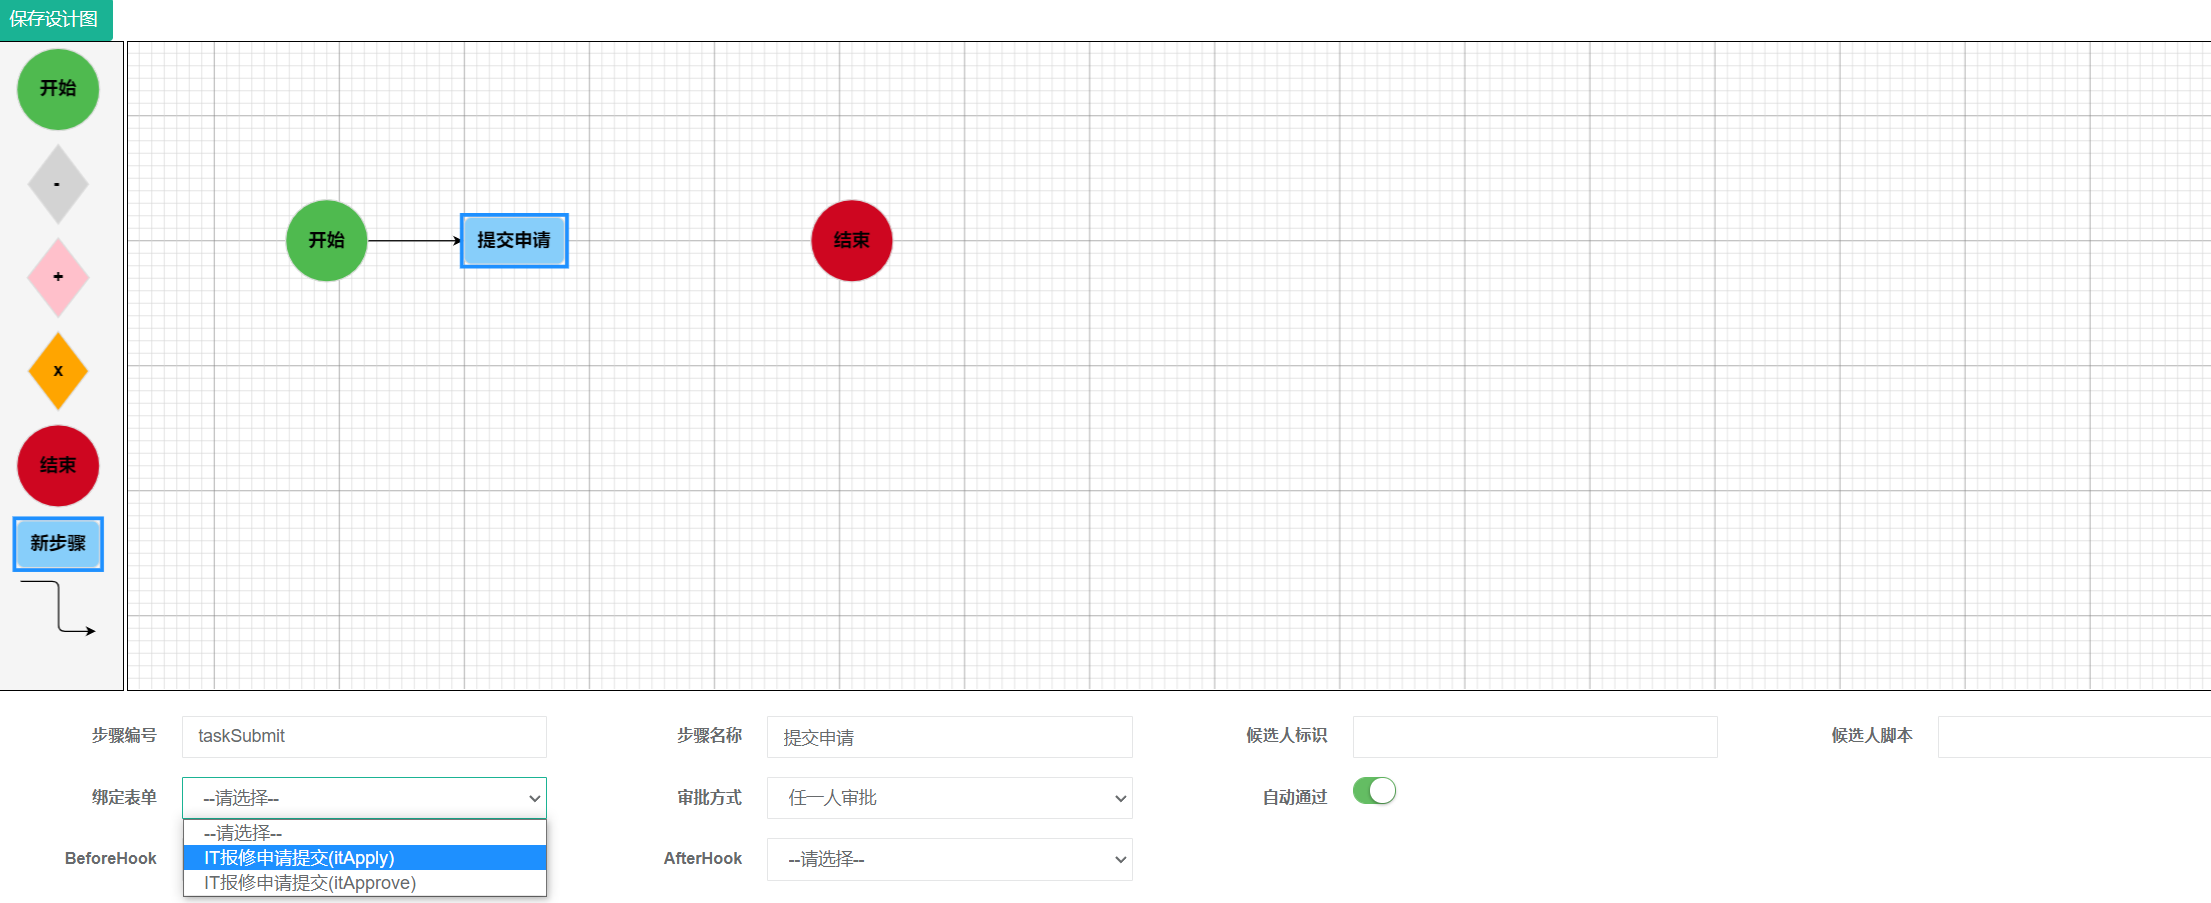 保存设计图
开始
-
+
x
结束
新步骤
开始
提交申请
结束
步骤编号
taskSubmit
步骤名称
提交申请
候选人标识
候选人脚本
绑定表单
--请选择--
审批方式
任一人审批
自动通过
--请选择--
IT报修申请提交(itApply)
IT报修申请提交(itApprove)
BeforeHook
AfterHook
--请选择--